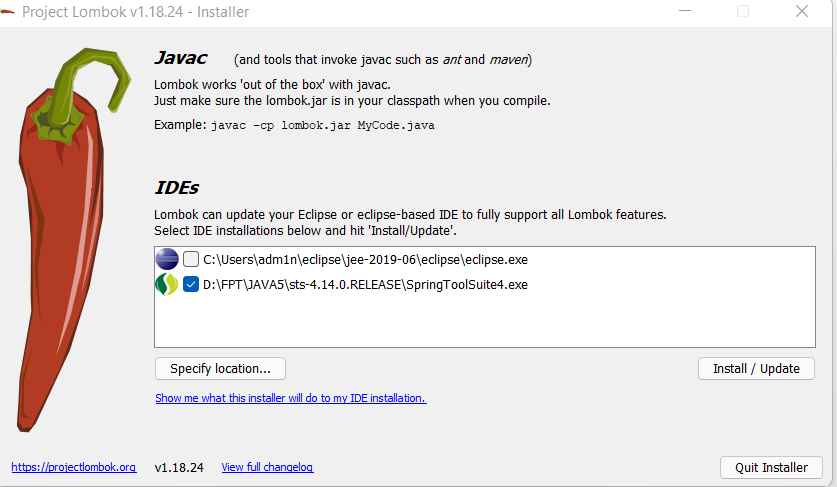 Project Lombok v1.18.24 - Installer
Javac (and tools that invoke javac such as ant and maven)
Lombok works 'out of the box' with javac.
Just make sure the lombok.jar is in your classpath when you compile.
Example: javac -cp lombok.jar MyCode.java
IDEs
Lombok can update your Eclipse or eclipse-based IDE to fully support all Lombok features.
Select IDE installations below and hit 'Install/Update'.
C:\Users\adm1n\eclipse\jee-2019-06\eclipse\eclipse.exe
D:\FPT\JAVA5\sts-4.14.0.RELEASE\SpringToolSuite4.exe
Specify location... Install / Update
Show me what this installer will do to my IDE installation.
https://projectlombok.org v1.18.24 View full changelog Quit Installer